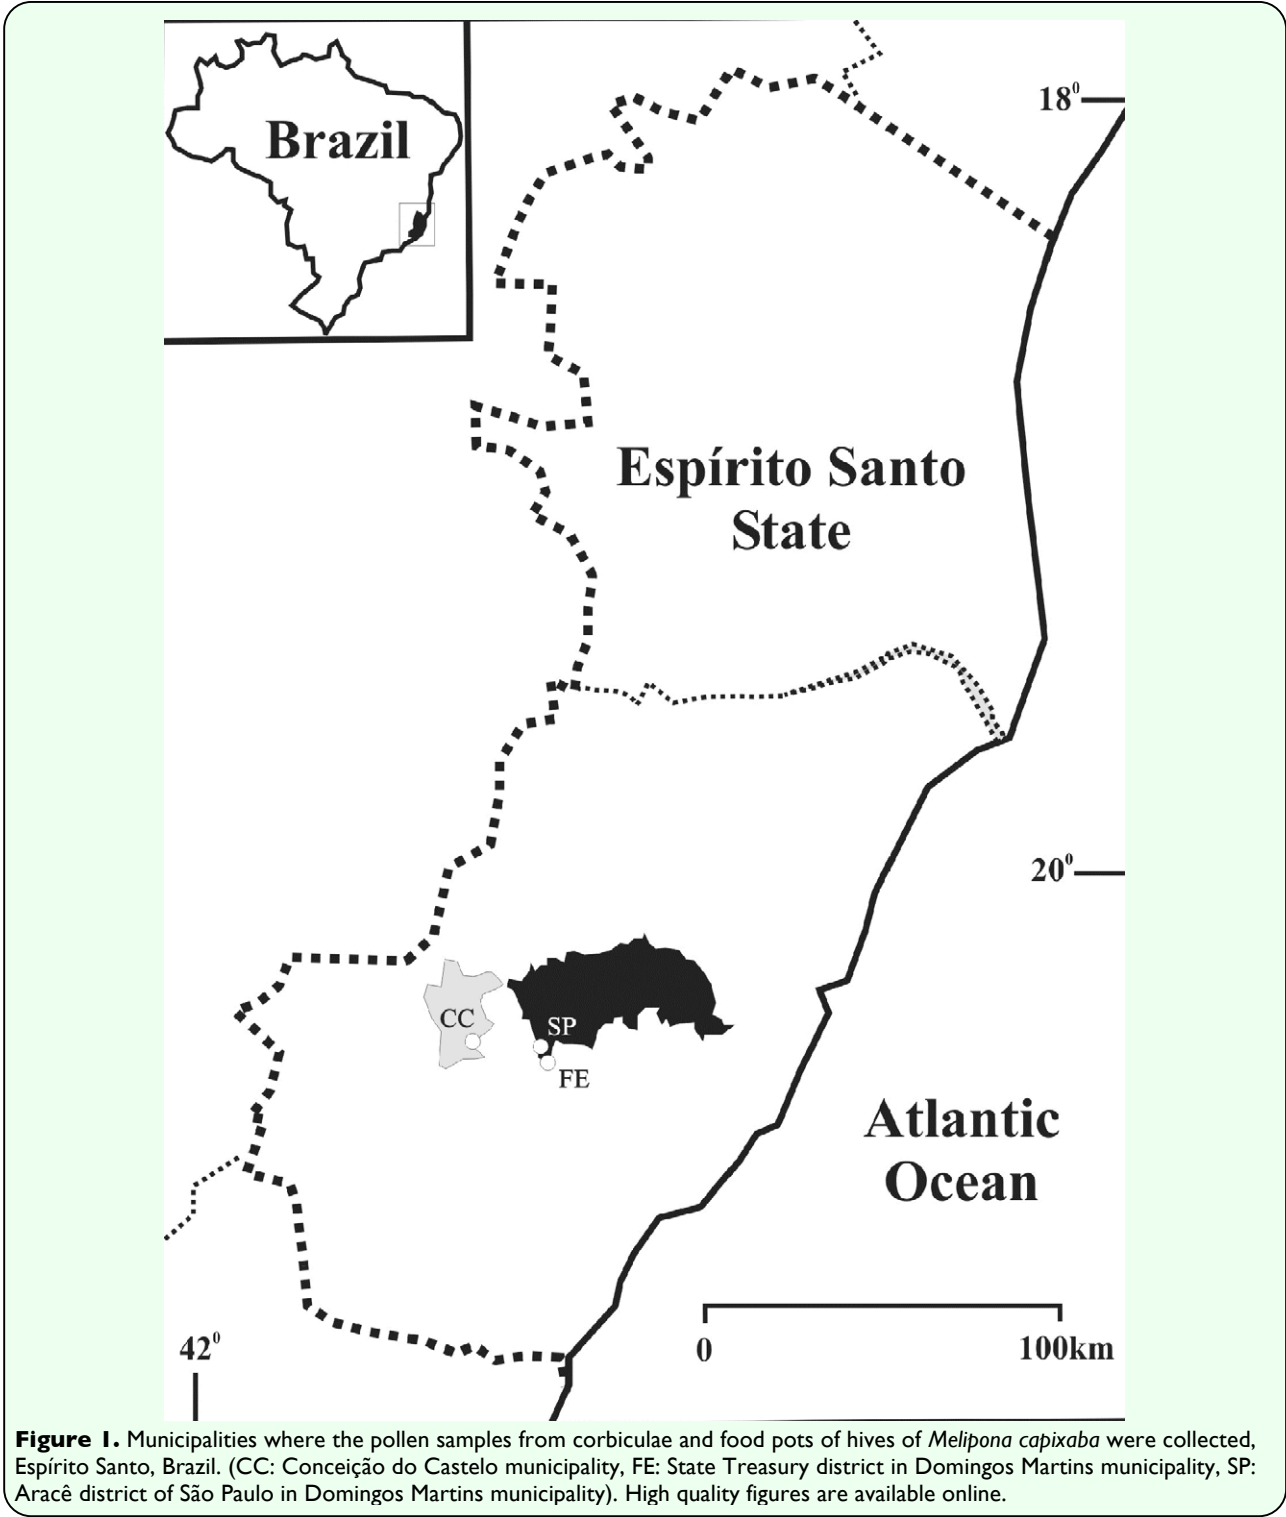 Brazil
18⁰
Espírito Santo
State
20⁰
CC
SP
FE
Atlantic
Ocean
42⁰
0
100km
Figure 1. Municipalities where the pollen samples from corbiculae and food pots of hives of Melipona capixaba were collected,
Espírito Santo, Brazil. (CC: Conceição do Castelo municipality, FE: State Treasury district in Domingos Martins municipality, SP:
Aracê district of São Paulo in Domingos Martins municipality). High quality figures are available online.